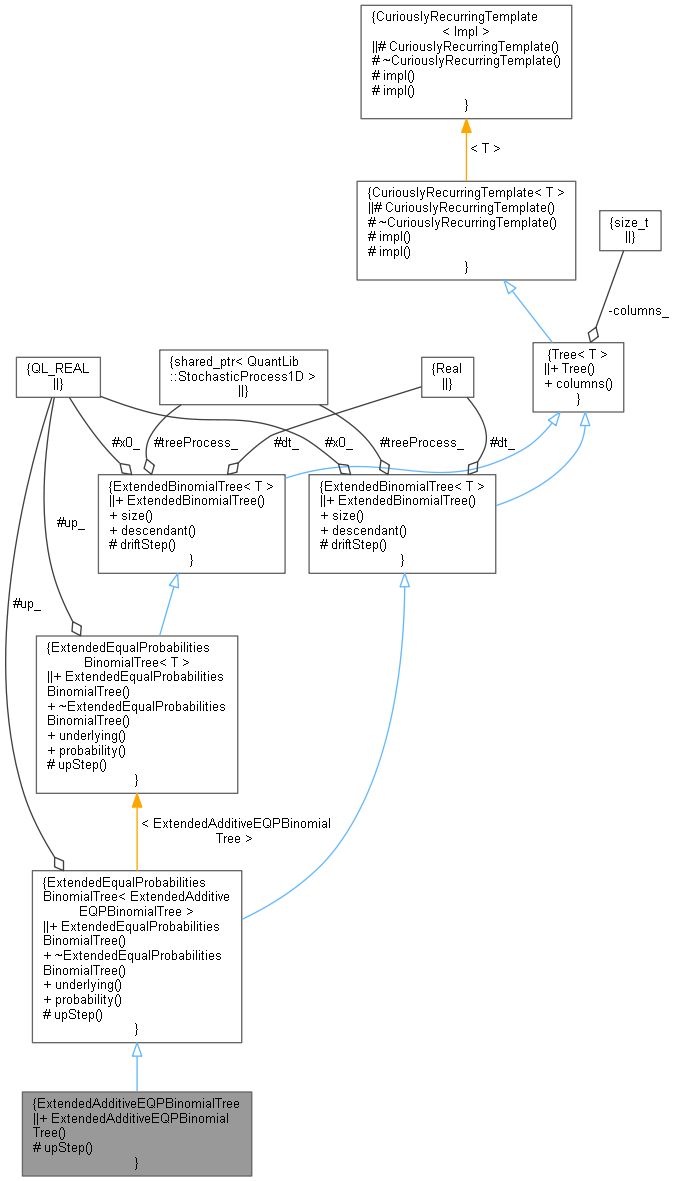 {CuriouslyRecurringTemplate
< Impl >
||# CuriouslyRecurringTemplate()
# ~CuriouslyRecurringTemplate()
# impl()
# impl()
}
< T >
{CuriouslyRecurringTemplate< T >
||# CuriouslyRecurringTemplate()
# ~CuriouslyRecurringTemplate()
# impl()
# impl()
}
{size_t
||}
-columns_
{Tree< T >
||+ Tree()
+ columns()
}
{QL_REAL
||}
{shared_ptr< QuantLib
::StochasticProcess1D >
||}
{Real
||}
#x0_
#treeProcess_
#dt_
#x0_
#treeProcess_
#dt_
{ExtendedBinomialTree< T >
||+ ExtendedBinomialTree()
+ size()
+ descendant()
# driftStep()
}
{ExtendedBinomialTree< T >
||+ ExtendedBinomialTree()
+ size()
+ descendant()
# driftStep()
}
#up_
#up_
{ExtendedEqualProbabilities
BinomialTree< T >
||+ ExtendedEqualProbabilities
BinomialTree()
+ ~ExtendedEqualProbabilities
BinomialTree()
+ underlying()
+ probability()
# upStep()
}
< ExtendedAdditiveEQPBinomial
Tree >
{ExtendedEqualProbabilities
BinomialTree< ExtendedAdditive
EQPBinomialTree >
||+ ExtendedEqualProbabilities
BinomialTree()
+ ~ExtendedEqualProbabilities
BinomialTree()
+ underlying()
+ probability()
# upStep()
}
{ExtendedAdditiveEQPBinomialTree
||+ ExtendedAdditiveEQPBinomial
Tree()
# upStep()
}